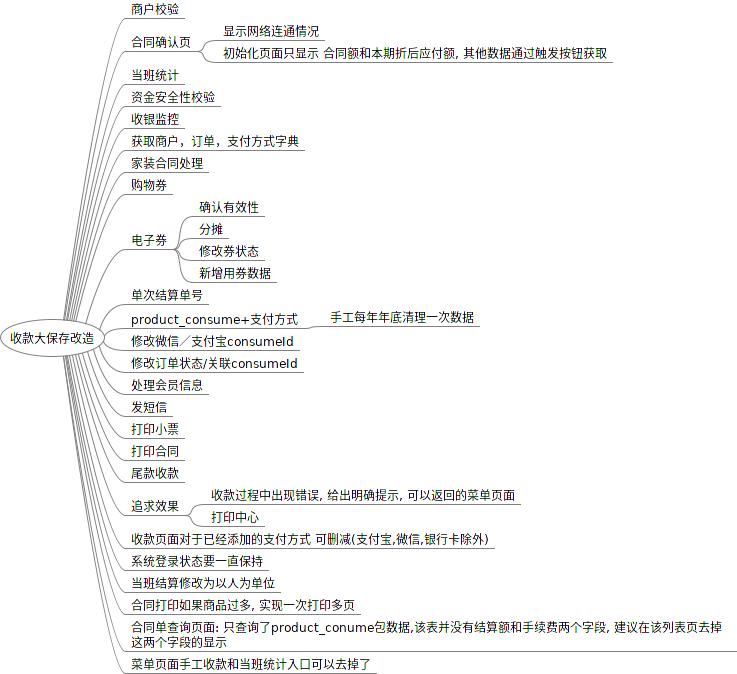 商户校验
显示网络连通情况
合同确认页
初始化页面只显示 合同额和本期折后应付额, 其他数据通过触发按钮获取
当班统计
资金安全性校验
收银监控
获取商户，订单，支付方式字典
家装合同处理
购物券
确认有效性
分摊
电子券
修改券状态
新增用券数据
单次结算单号
product_consume+支付方式
手工每年年底清理一次数据
收款大保存改造
修改微信／支付宝consumeId
修改订单状态/关联consumeId
处理会员信息
发短信
打印小票
打印合同
尾款收款
收款过程中出现错误, 给出明确提示, 可以返回的菜单页面
追求效果
打印中心
收款页面对于已经添加的支付方式 可删减(支付宝,微信,银行卡除外)
系统登录状态要一直保持
当班结算修改为以人为单位
合同打印如果商品过多, 实现一次打印多页
合同单查询页面: 只查询了product_conume包数据,该表并没有结算额和手续费两个字段, 建议在该列表页去掉
这两个字段的显示
菜单页面手工收款和当班统计入口可以去掉了